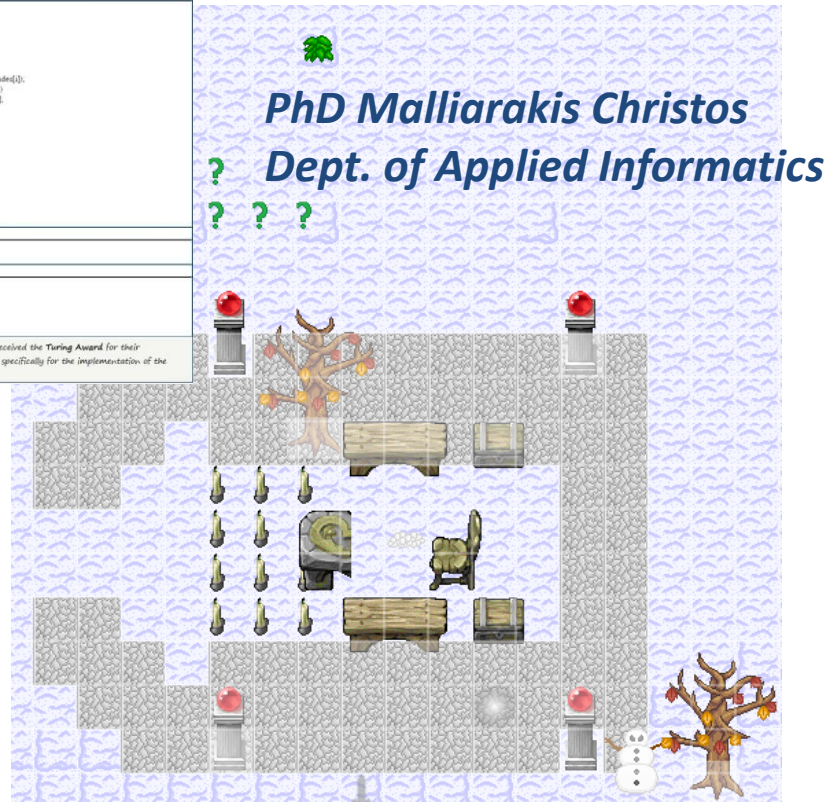 ides[i]);
PhD Malliarakis Christos
Dept. of Applied Informatics
?
? ? ?
eceived the Turing Award for their
specifically for the implementation of the